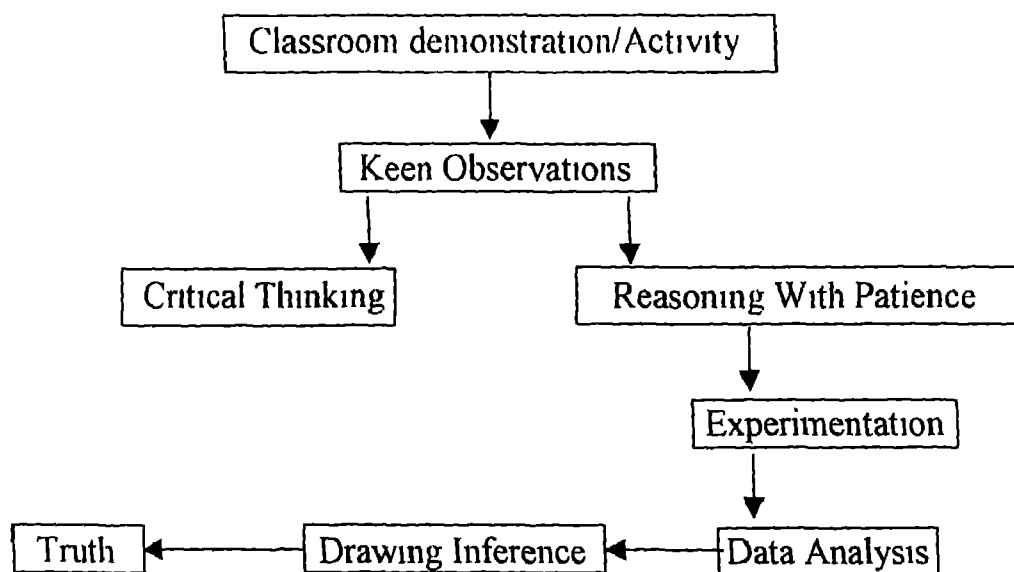 Classroom demonstration/Activity
Keen Observations
Critical Thinking
Reasoning With Patience
Experimentation
Truth
Drawing Inference
Data Analysis